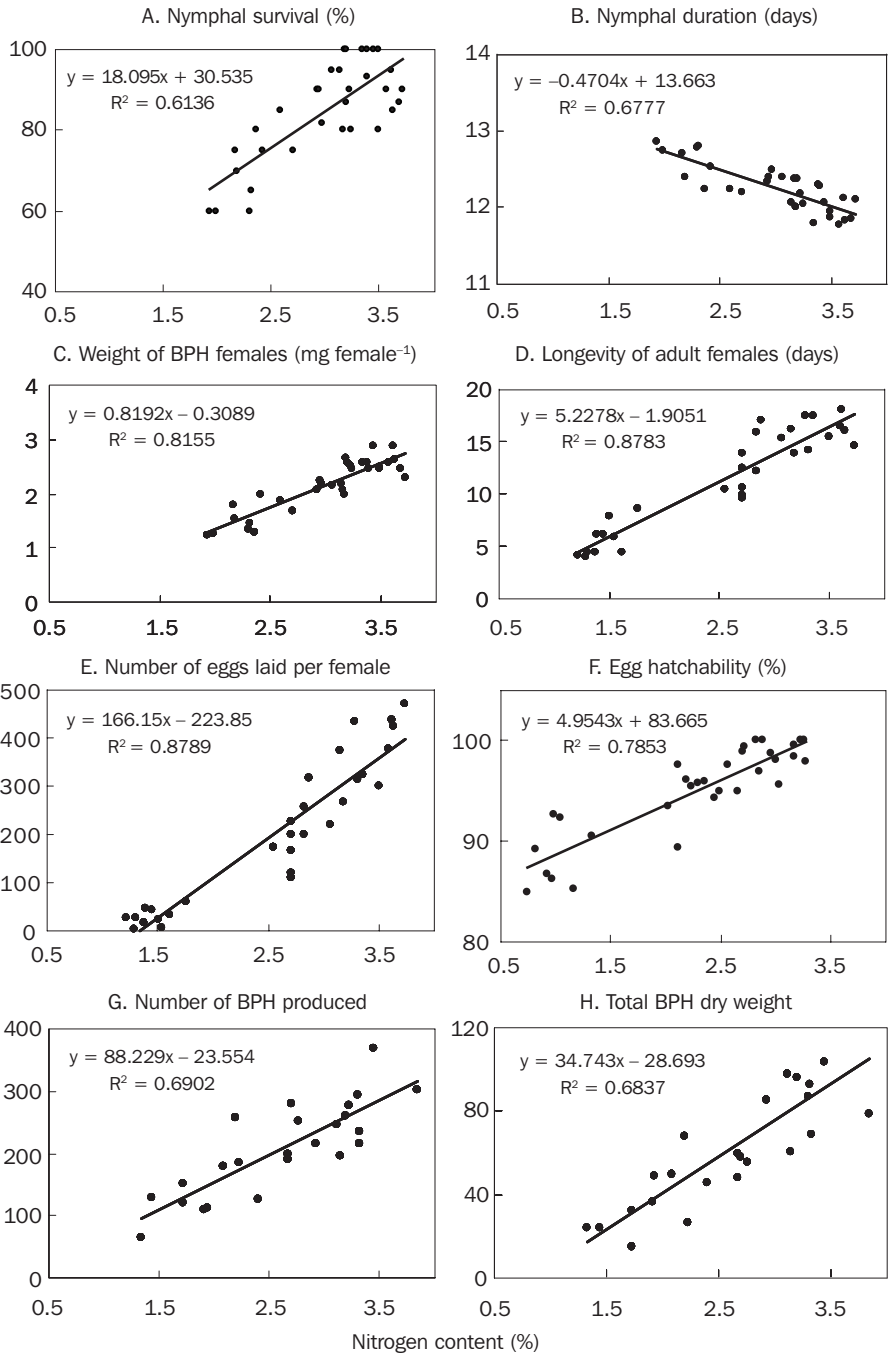 A. Nymphal survival (%)
y = 18.095x + 30.535
R² = 0.6136
100
80
60
40
0.5 1.5 2.5 3.5
B. Nymphal duration (days)
y = –0.4704x + 13.663
R² = 0.6777
14
13
12
11
0.5 1.5 2.5 3.5
C. Weight of BPH females (mg female⁻¹)
y = 0.8192x – 0.3089
R² = 0.8155
4
3
2
1
0
0.5 1.5 2.5 3.5
D. Longevity of adult females (days)
y = 5.2278x – 1.9051
R² = 0.8783
20
15
10
5
0
0.5 1.5 2.5 3.5
E. Number of eggs laid per female
y = 166.15x – 223.85
R² = 0.8789
500
400
300
200
100
0
0.5 1.5 2.5 3.5
F. Egg hatchability (%)
y = 4.9543x + 83.665
R² = 0.7853
100
90
80
0.5 1.5 2.5 3.5
G. Number of BPH produced
y = 88.229x – 23.554
R² = 0.6902
400
300
200
100
0
0.5 1.5 2.5 3.5
H. Total BPH dry weight
y = 34.743x – 28.693
R² = 0.6837
120
80
40
0
0.5 1.5 2.5 3.5
Nitrogen content (%)